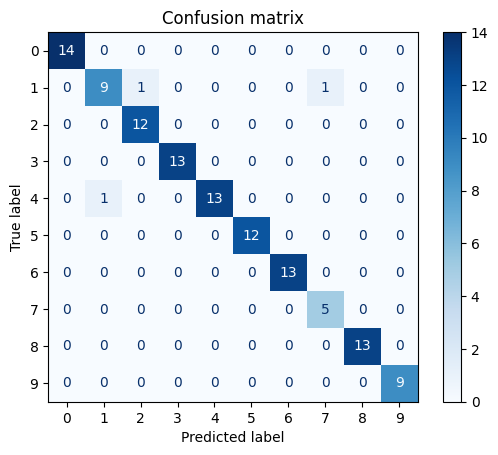 Confusion matrix
0 14 0 0 0 0 0 0 0 0 0
1 0 9 1 0 0 0 0 1 0 0
2 0 0 12 0 0 0 0 0 0 0
3 0 0 0 13 0 0 0 0 0 0
4 0 1 0 0 13 0 0 0 0 0
5 0 0 0 0 0 12 0 0 0 0
6 0 0 0 0 0 0 13 0 0 0
7 0 0 0 0 0 0 0 5 0 0
8 0 0 0 0 0 0 0 0 13 0
9 0 0 0 0 0 0 0 0 0 9
0 1 2 3 4 5 6 7 8 9
Predicted label
True label
14
12
10
8
6
4
2
0